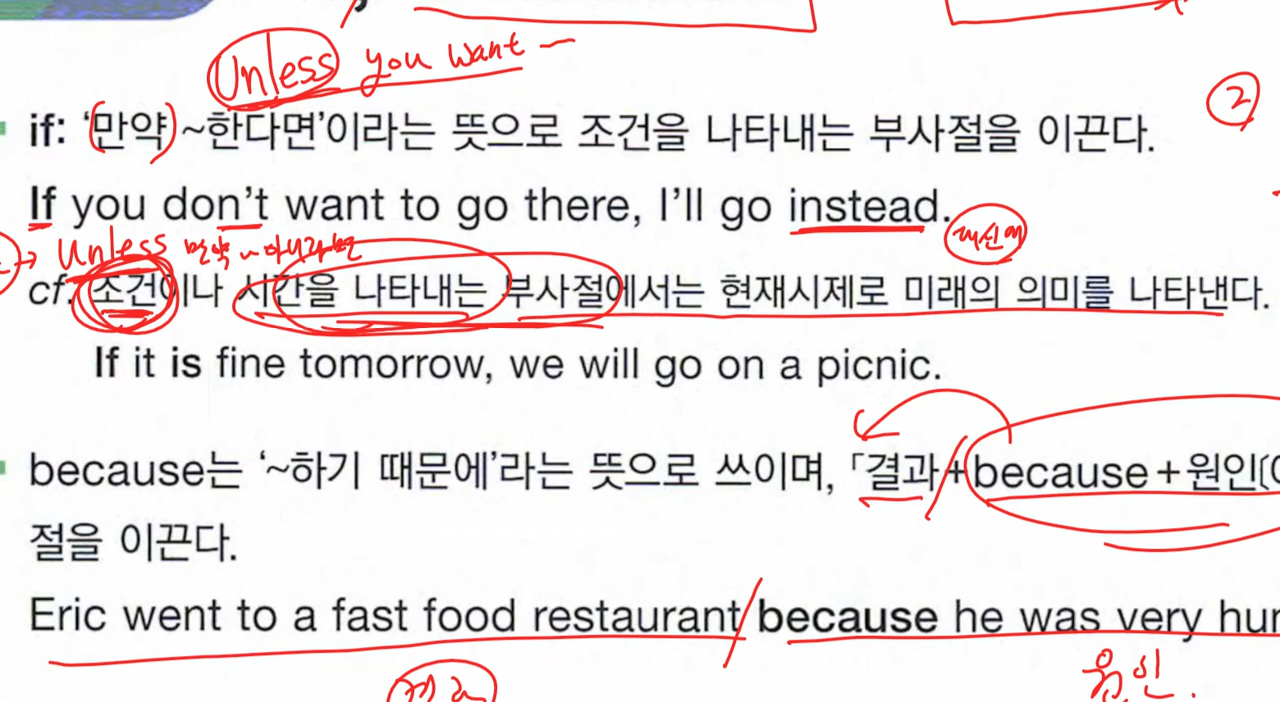 Unless you want ~
②
if: ‘(만약) ~한다면’이라는 뜻으로 조건을 나타내는 부사절을 이끈다.
If you don’t want to go there, I’ll go instead.
→ Unless 만약 ~ 아니라면
대신에
cf. 조건이나 시간을 나타내는 부사절에서는 현재시제로 미래의 의미를 나타낸다.
If it is fine tomorrow, we will go on a picnic.
because는 ‘~하기 때문에’라는 뜻으로 쓰이며, 「결과+because+원인(
절을 이끈다.
Eric went to a fast food restaurant because he was very hun
결과
원인.